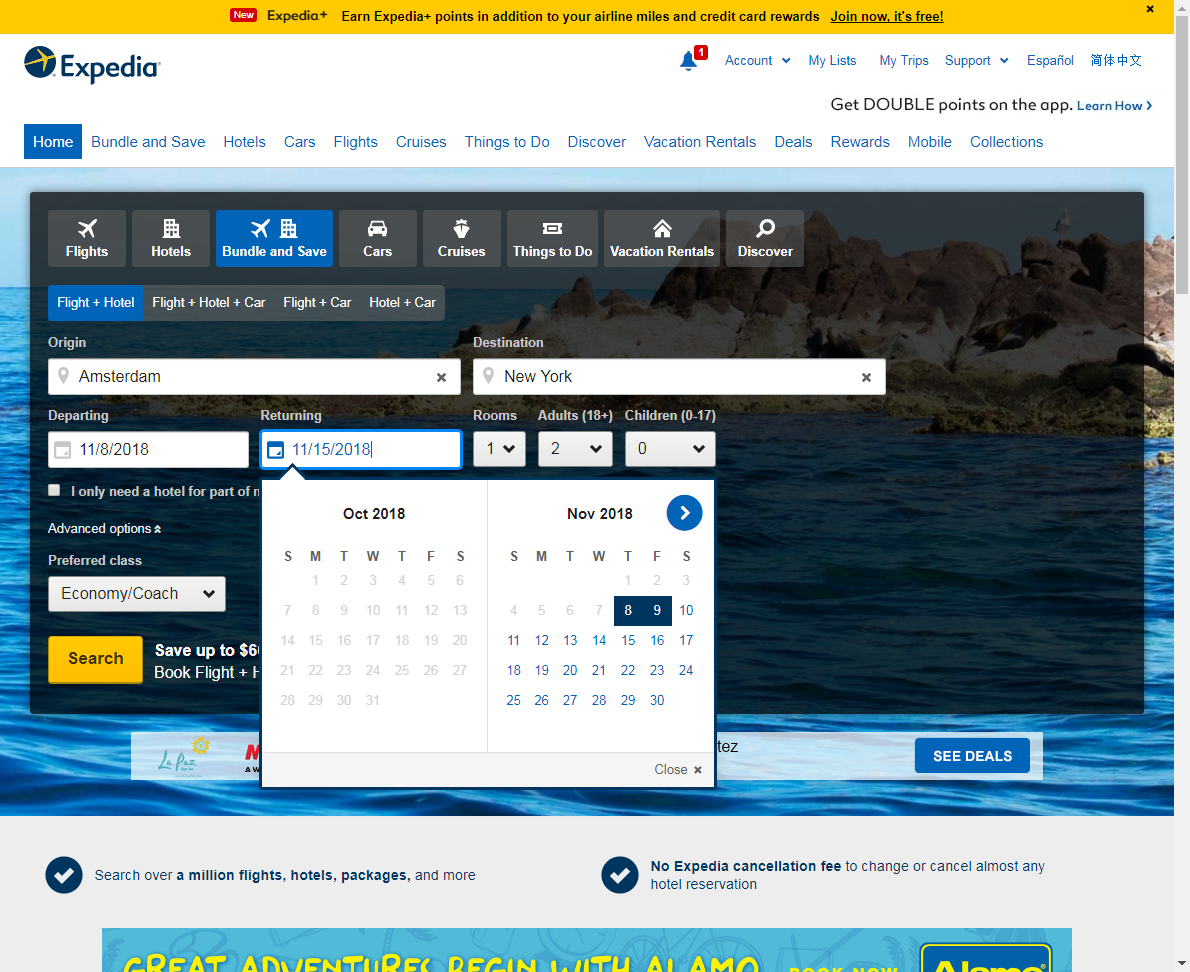 New Expedia+ Earn Expedia+ points in addition to your airline miles and credit card rewards Join now, it's free!
Expedia
1 Account My Lists My Trips Support Español 简体中文
Get DOUBLE points on the app. Learn How
Home Bundle and Save Hotels Cars Flights Cruises Things to Do Discover Vacation Rentals Deals Rewards Mobile Collections
Flights Hotels Bundle and Save Cars Cruises Things to Do Vacation Rentals Discover
Flight + Hotel Flight + Hotel + Car Flight + Car Hotel + Car
Origin Destination
Amsterdam New York
Departing Returning Rooms Adults (18+) Children (0-17)
11/8/2018 11/15/2018 1 2 0
I only need a hotel for part of
Advanced options
Preferred class
Economy/Coach
Search
Save up to $6
Book Flight +
Oct 2018
S M T W T F S
1 2 3 4 5 6
7 8 9 10 11 12 13
14 15 16 17 18 19 20
21 22 23 24 25 26 27
28 29 30 31
Nov 2018
S M T W T F S
1 2 3
4 5 6 7 8 9 10
11 12 13 14 15 16 17
18 19 20 21 22 23 24
25 26 27 28 29 30
Close
La Paz
tez
SEE DEALS
Search over a million flights, hotels, packages, and more
No Expedia cancellation fee to change or cancel almost any
hotel reservation
GREAT ADVENTURES BEGIN WITH ALAMO BOOK NOW Alamo